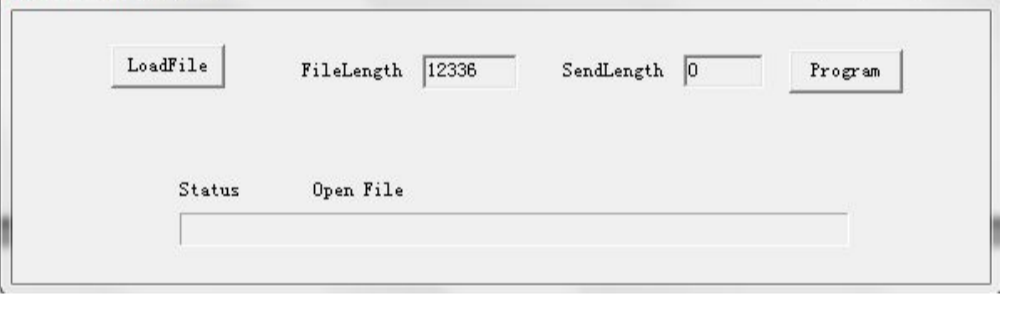 LoadFile FileLength 12336 SendLength 0 Program
Status Open File